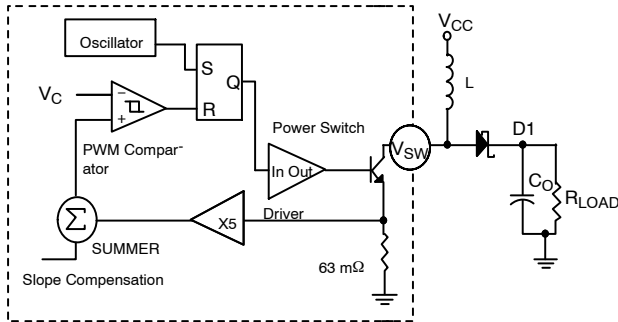 Oscillator
V_CC
S
L
V_C
−
Q
R
+
Power Switch
D1
PWM Compar-
ator
V_SW
In Out
C_O
R_LOAD
Σ
X5
Driver
SUMMER
63 mΩ
Slope Compensation